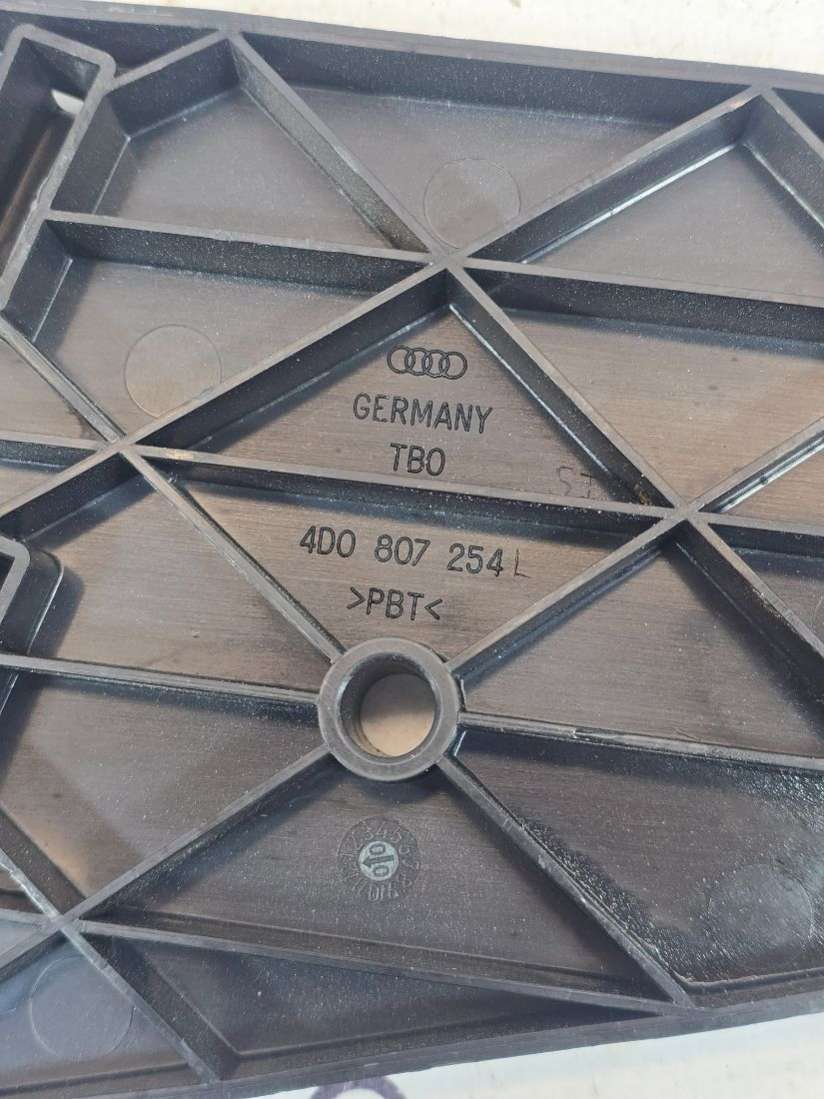 GERMANY
TBO
4D0 807 254 L
>PBT<